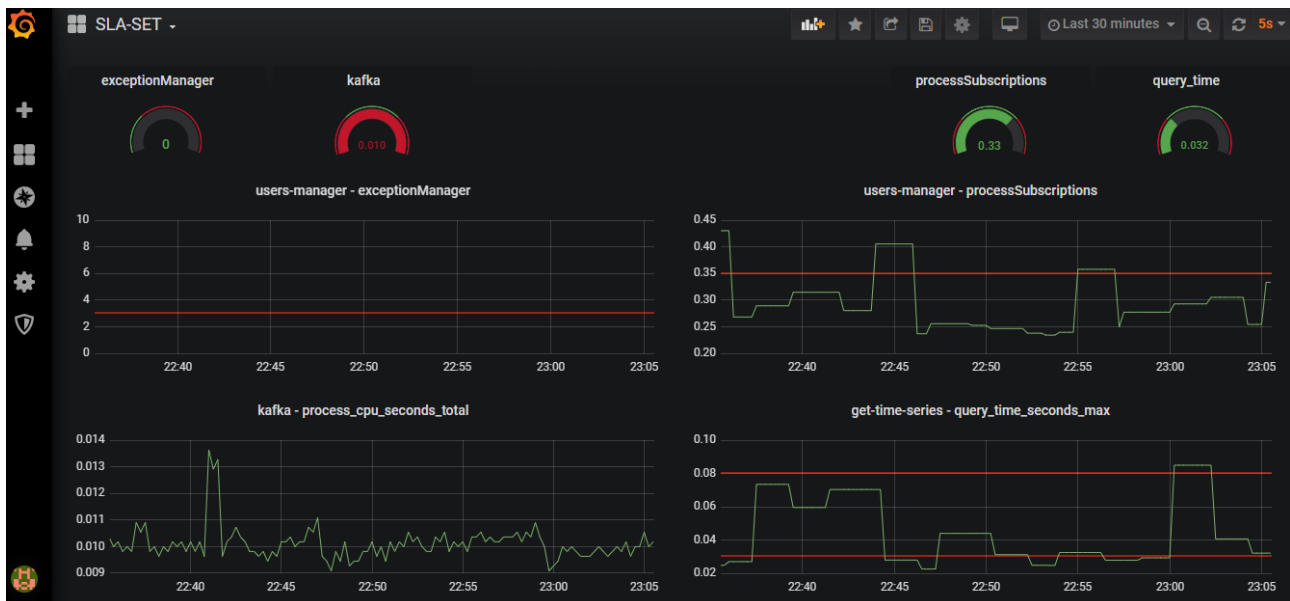 SLA-SET
Last 30 minutes
5s
exceptionManager
kafka
processSubscriptions
query_time
0
0.010
0.33
0.032
users-manager - exceptionManager
10
8
6
4
2
0
22:40 22:45 22:50 22:55 23:00 23:05
users-manager - processSubscriptions
0.45
0.40
0.35
0.30
0.25
0.20
22:40 22:45 22:50 22:55 23:00 23:05
kafka - process_cpu_seconds_total
0.014
0.013
0.012
0.011
0.010
0.009
22:40 22:45 22:50 22:55 23:00 23:05
get-time-series - query_time_seconds_max
0.10
0.08
0.06
0.04
0.02
22:40 22:45 22:50 22:55 23:00 23:05